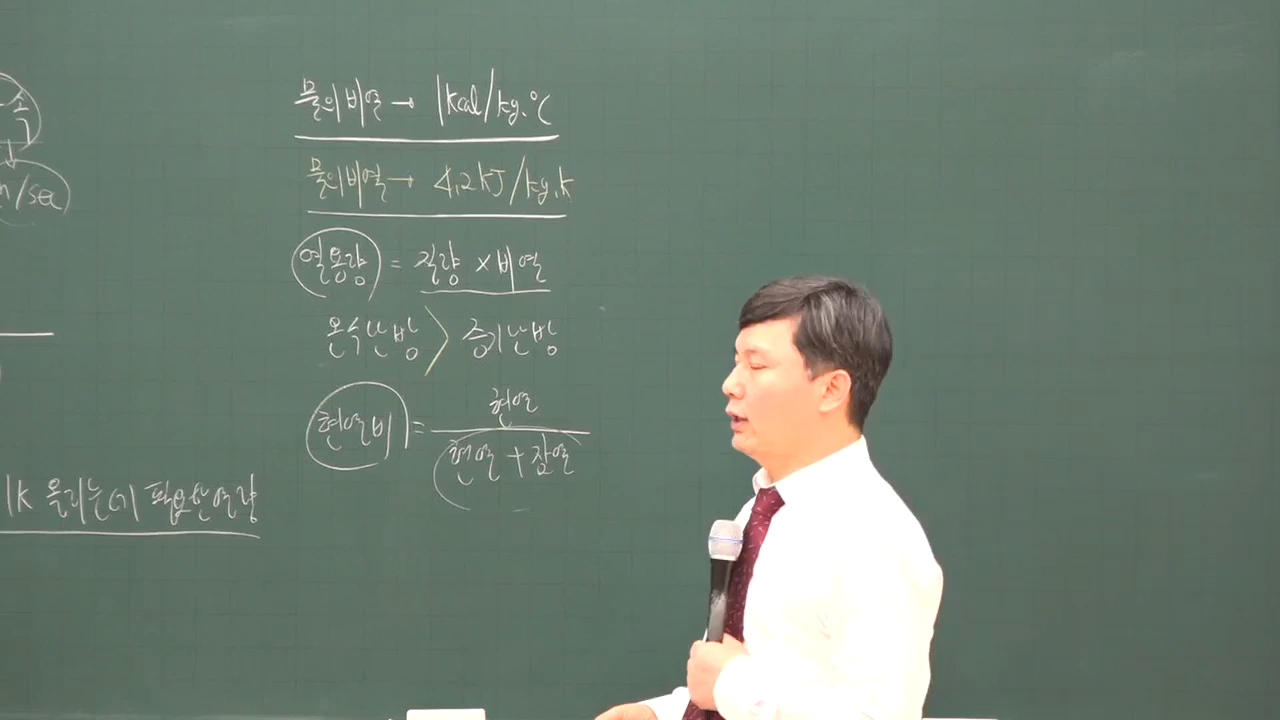 속
m/sec
1K 올리는데 필요한 열량
물의비열→ 1kcal/kg.℃
물의비열→ 4.2kJ/kg.K
열용량 = 질량 × 비열
온수난방 > 증기난방
현열비 = 현열
현열 + 잠열